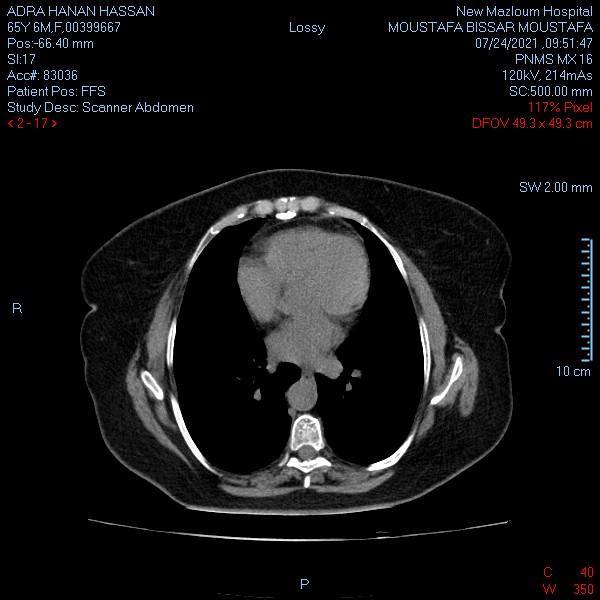 ADRA HANAN HASSAN
65Y 6M,F,00399667
Pos:-66.40 mm
SI:17
Acc#: 83036
Patient Pos: FFS
Study Desc: Scanner Abdomen
< 2 - 17 >
Lossy
New Mazloum Hospital
MOUSTAFA BISSAR MOUSTAFA
07/24/2021 ,09:51:47
PNMS MX 16
120kV, 214mAs
SC:500.00 mm
117% Pixel
DFOV 49.3 x 49.3 cm
SW 2.00 mm
R
10 cm
P
C 40
W 350